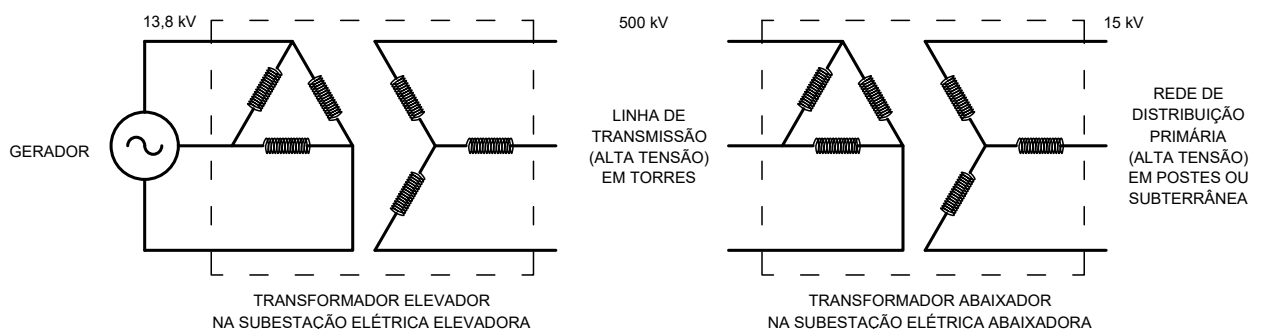 13,8 kV
500 kV
15 kV
GERADOR
LINHA DE
TRANSMISSÃO
(ALTA TENSÃO)
EM TORRES
REDE DE
DISTRIBUIÇÃO
PRIMÁRIA
(ALTA TENSÃO)
EM POSTES OU
SUBTERRÂNEA
TRANSFORMADOR ELEVADOR
NA SUBESTAÇÃO ELÉTRICA ELEVADORA
TRANSFORMADOR ABAIXADOR
NA SUBESTAÇÃO ELÉTRICA ABAIXADORA